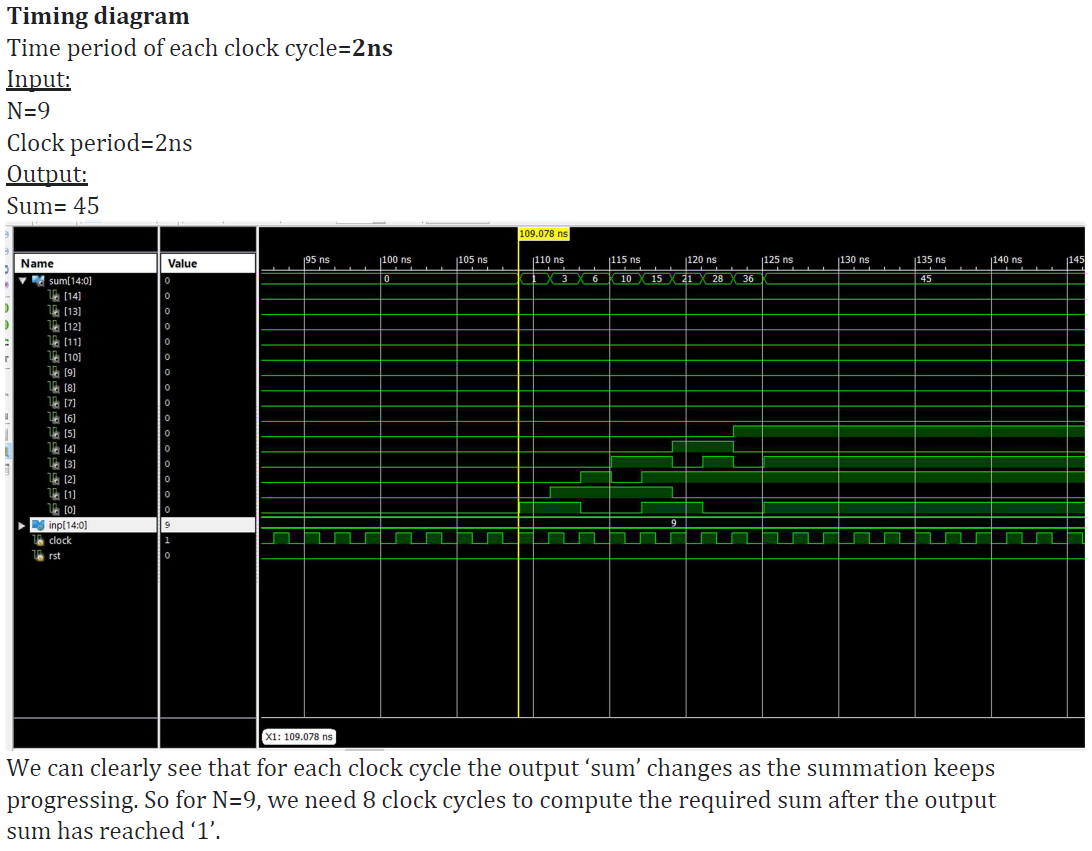 Timing diagram
Time period of each clock cycle=2ns
Input:
N=9
Clock period=2ns
Output:
Sum= 45
109.078 ns
Name Value
95 ns 100 ns 105 ns 110 ns 115 ns 120 ns 125 ns 130 ns 135 ns 140 ns 145
sum[14:0] 0 0 1 3 6 10 15 21 28 36 45
[14] 0
[13] 0
[12] 0
[11] 0
[10] 0
[9] 0
[8] 0
[7] 0
[6] 0
[5] 0
[4] 0
[3] 0
[2] 0
[1] 0
[0] 0
inp[14:0] 9 9
clock 1
rst 0
X1: 109.078 ns
We can clearly see that for each clock cycle the output ‘sum’ changes as the summation keeps
progressing. So for N=9, we need 8 clock cycles to compute the required sum after the output
sum has reached ‘1’.